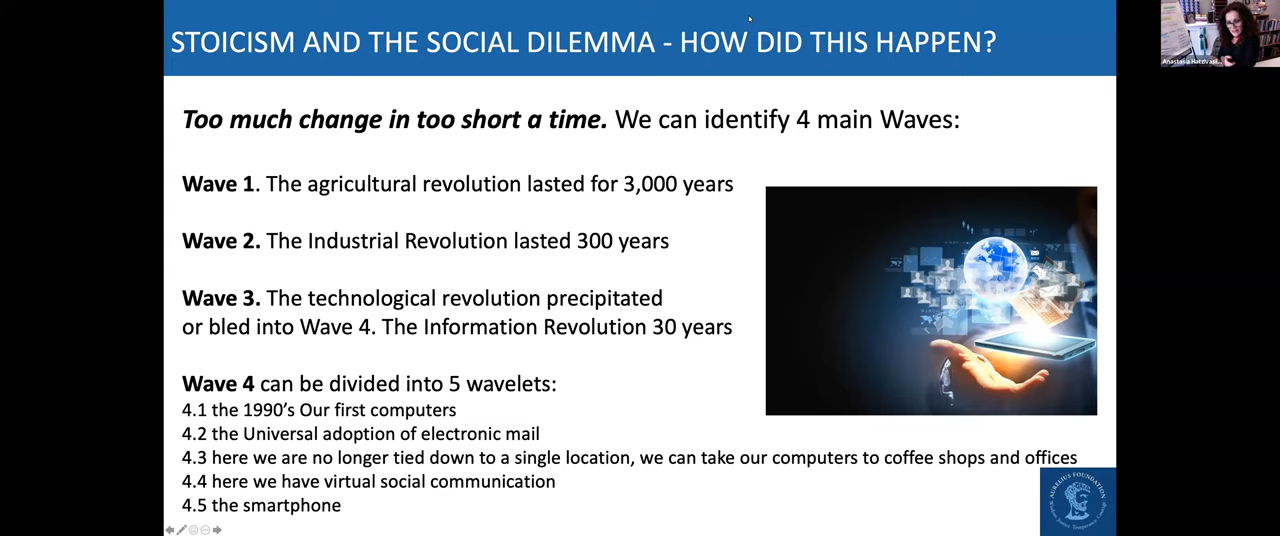 STOICISM AND THE SOCIAL DILEMMA - HOW DID THIS HAPPEN?
Too much change in too short a time. We can identify 4 main Waves:
Wave 1. The agricultural revolution lasted for 3,000 years
Wave 2. The Industrial Revolution lasted 300 years
Wave 3. The technological revolution precipitated
or bled into Wave 4. The Information Revolution 30 years
Wave 4 can be divided into 5 wavelets:
4.1 the 1990's Our first computers
4.2 the Universal adoption of electronic mail
4.3 here we are no longer tied down to a single location, we can take our computers to coffee shops and offices
4.4 here we have virtual social communication
4.5 the smartphone
AURELIUS FOUNDATION
Anastasia